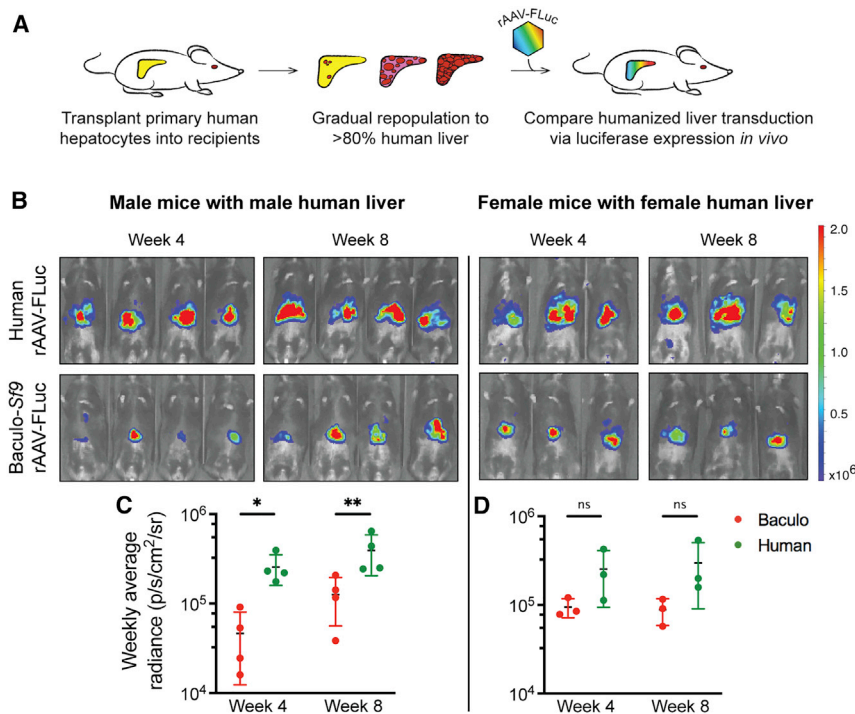 A
rAAV-FLuc
Transplant primary human
hepatocytes into recipients
Gradual repopulation to
>80% human liver
Compare humanized liver transduction
via luciferase expression in vivo
B
Male mice with male human liver
Female mice with female human liver
Week 4
Week 8
Week 4
Week 8
Human
rAAV-FLuc
Baculo-Sf9
rAAV-FLuc
2.0
1.5
1.0
0.5
x10⁶
C
Weekly average
radiance (p/s/cm²/sr)
10⁶
10⁵
10⁴
*
**
Week 4
Week 8
D
10⁶
10⁵
10⁴
ns
ns
Week 4
Week 8
Baculo
Human